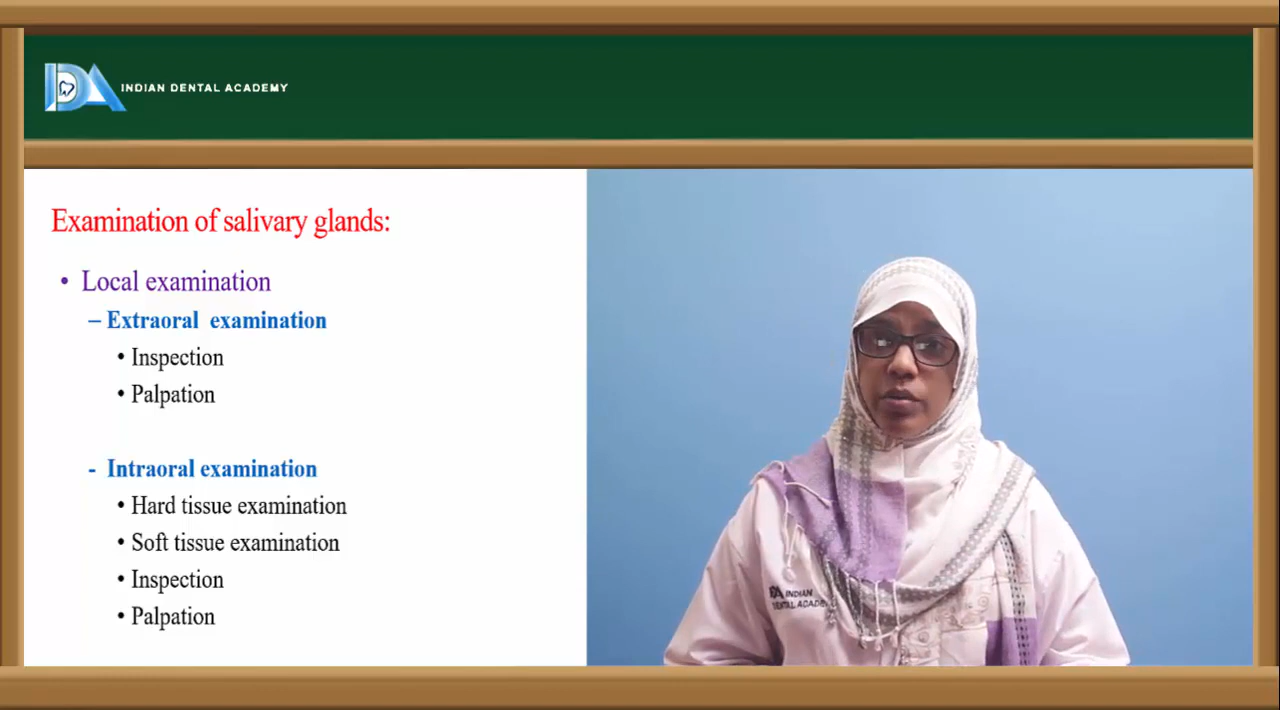 INDIAN DENTAL ACADEMY
Examination of salivary glands:
• Local examination
– Extraoral examination
• Inspection
• Palpation
- Intraoral examination
• Hard tissue examination
• Soft tissue examination
• Inspection
• Palpation
INDIAN
DENTAL ACADEMY